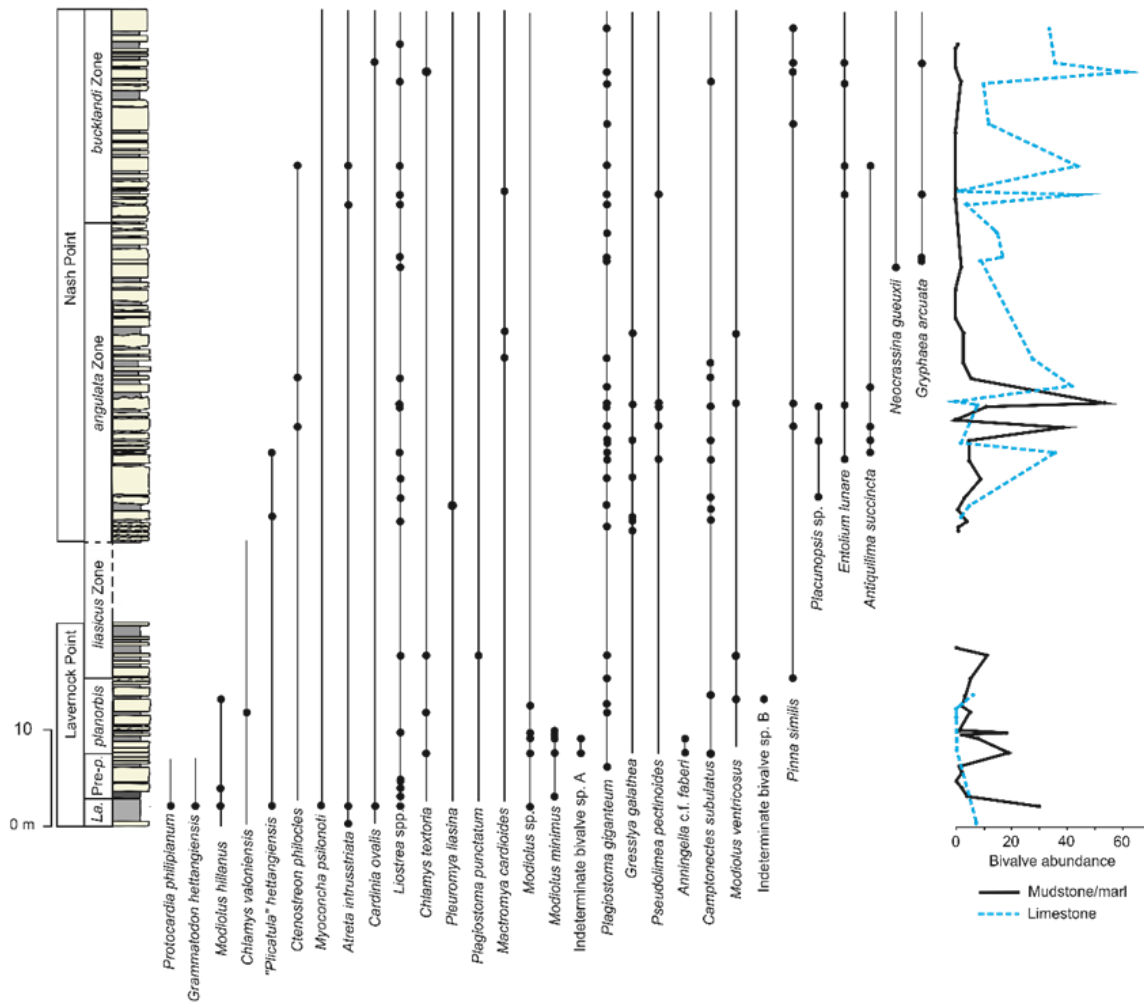 Nash Point
Lavernock Point
bucklandi Zone
angulata Zone
liasicus Zone
planorbis
Pre-p.
La.
10
0 m
Protocardia philipianum
Grammatodon hettangiensis
Modiolus hillanus
Chlamys valoniensis
"Plicatula" hettangiensis
Ctenostreon philocles
Myoconcha psilonoti
Atreta intrusstriata
Cardinia ovalis
Liostrea spp
Chlamys textoria
Pleuromya liasina
Plagiostoma punctatum
Mactromya cardioides
Modiolus sp.
Modiolus minimus
Indeterminate bivalve sp. A
Plagiostoma giganteum
Gresslya galathea
Pseudolimea pectinoides
Anningella c.f. faberi
Camptonectes subulatus
Modiolus ventricosus
Indeterminate bivalve sp. B
Pinna similis
Placunopsis sp.
Entolium lunare
Antiquilima succincta
Neocrassina gueuxii
Gryphaea arcuata
0 20 40 60
Bivalve abundance
Mudstone/marl
Limestone